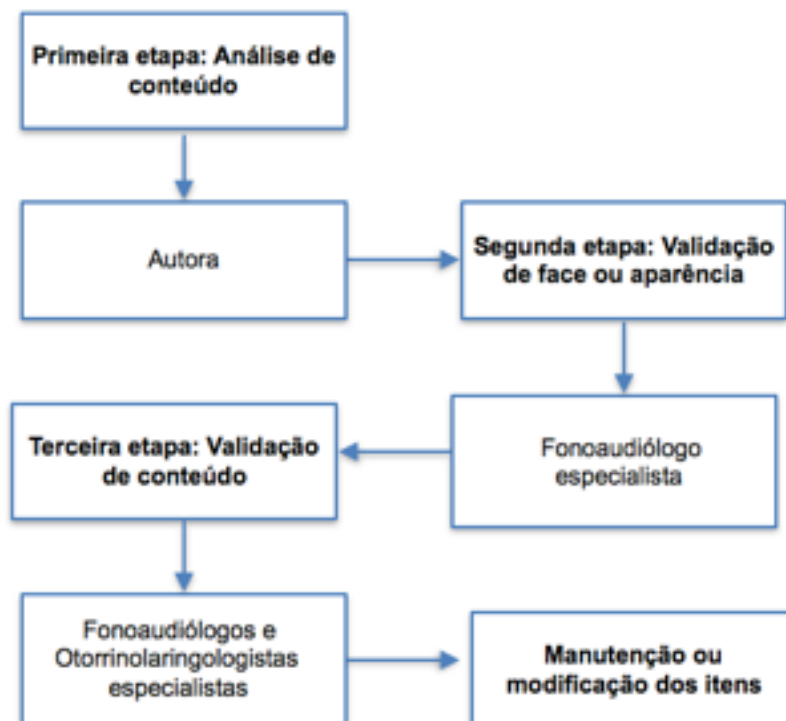 Primeira etapa: Análise de
conteúdo
Autora
Segunda etapa: Validação
de face ou aparência
Fonoaudiólogo
especialista
Terceira etapa: Validação
de conteúdo
Fonoaudiólogos e
Otorrinolaringologistas
especialistas
Manutenção ou
modificação dos itens